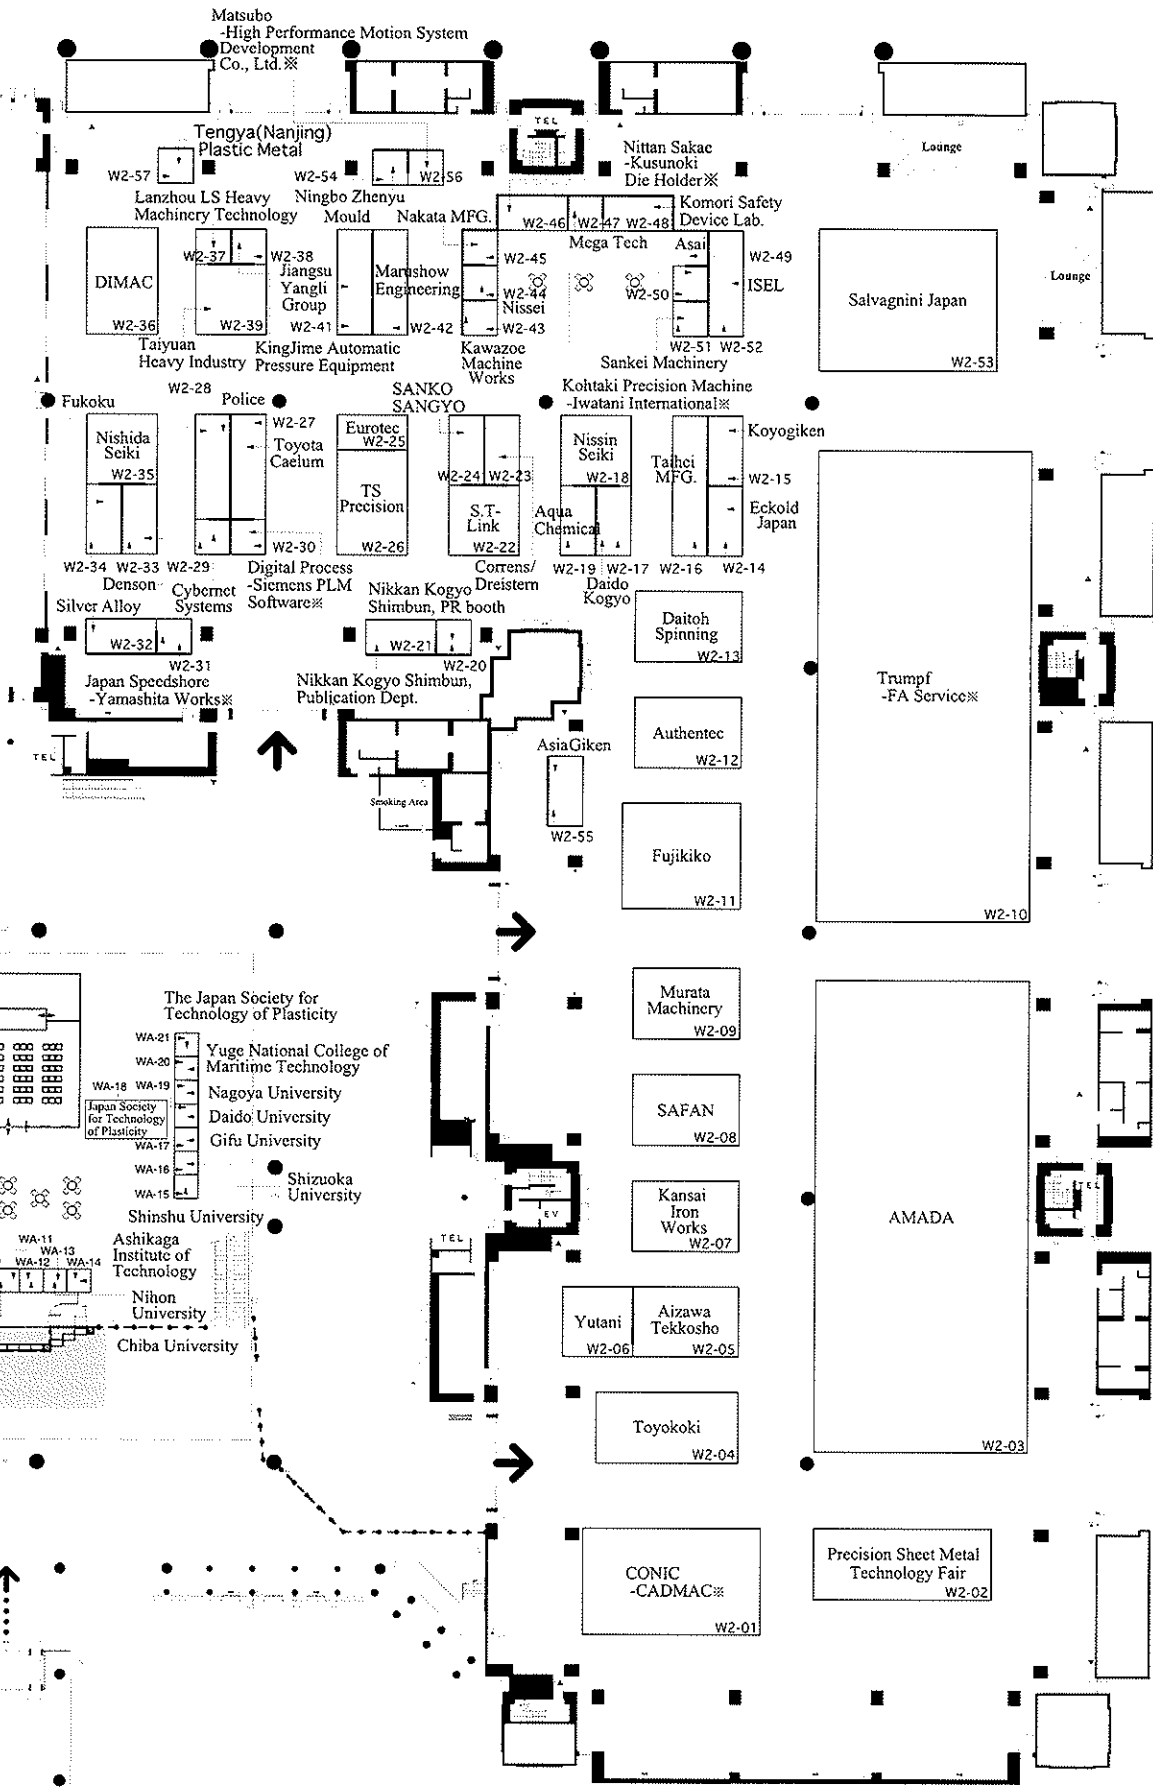 Matsubo
-High Performance Motion System
Development
Co., Ltd.※
TEL
Tengya(Nanjing)
Plastic Metal
W2-57
W2-54
W2-56
Nittan Sakae
-Kusunoki
Die Holder※
Lounge
Lanzhou LS Heavy
Machinery Technology
Ningbo Zhenyu
Mould
Nakata MFG.
W2-46
W2-47
W2-48
Komori Safety
Device Lab.
Mega Tech
Asai
DIMAC
W2-36
W2-37
W2-38
Jiangsu
Yangli
Group
W2-39
W2-41
Marushow
Engineering
W2-42
W2-45
W2-44
Nissei
W2-43
W2-50
W2-49
ISEL
W2-51
W2-52
Salvagnini Japan
W2-53
Lounge
Taiyuan
Heavy Industry
KingJime Automatic
Pressure Equipment
Kawazoe
Machine
Works
Sankei Machinery
W2-28
Fukoku
Police
SANKO
SANGYO
Kohtaki Precision Machine
-Iwatani International※
Nishida
Seiki
W2-35
W2-27
Toyota
Caelum
Eurotec
W2-25
TS
Precision
W2-26
W2-24
W2-23
S.T-
Link
W2-22
Nissin
Seiki
W2-18
Aqua
Chemical
Taihei
MFG.
Koyogiken
W2-15
Eckold
Japan
W2-34
W2-33
W2-29
W2-30
W2-19
W2-17
W2-16
W2-14
Denson
Cybernet
Systems
Digital Process
-Siemens PLM
Software※
Correns/
Dreistern
Daido
Kogyo
Silver Alloy
W2-32
W2-31
Japan Speedshore
-Yamashita Works※
Nikkan Kogyo
Shimbun, PR booth
W2-21
W2-20
Nikkan Kogyo Shimbun,
Publication Dept.
Daitoh
Spinning
W2-13
Trumpf
-FA Service※
W2-10
TEL
Authentec
W2-12
AsiaGiken
W2-55
Smoking Area
Fujikiko
W2-11
The Japan Society for
Technology of Plasticity
Murata
Machinery
W2-09
WA-21
WA-20
Yuge National College of
Maritime Technology
WA-18
WA-19
Nagoya University
Japan Society
for Technology
of Plasticity
Daido University
WA-17
Gifu University
WA-16
WA-15
Shizuoka
University
Shinshu University
SAFAN
W2-08
Kansai
Iron
Works
W2-07
EV
TEL
TEL
AMADA
W2-03
WA-11
WA-13
WA-12
WA-14
Ashikaga
Institute of
Technology
Nihon
University
Chiba University
Yutani
W2-06
Aizawa
Tekkosho
W2-05
Toyokoki
W2-04
CONIC
-CADMAC※
W2-01
Precision Sheet Metal
Technology Fair
W2-02